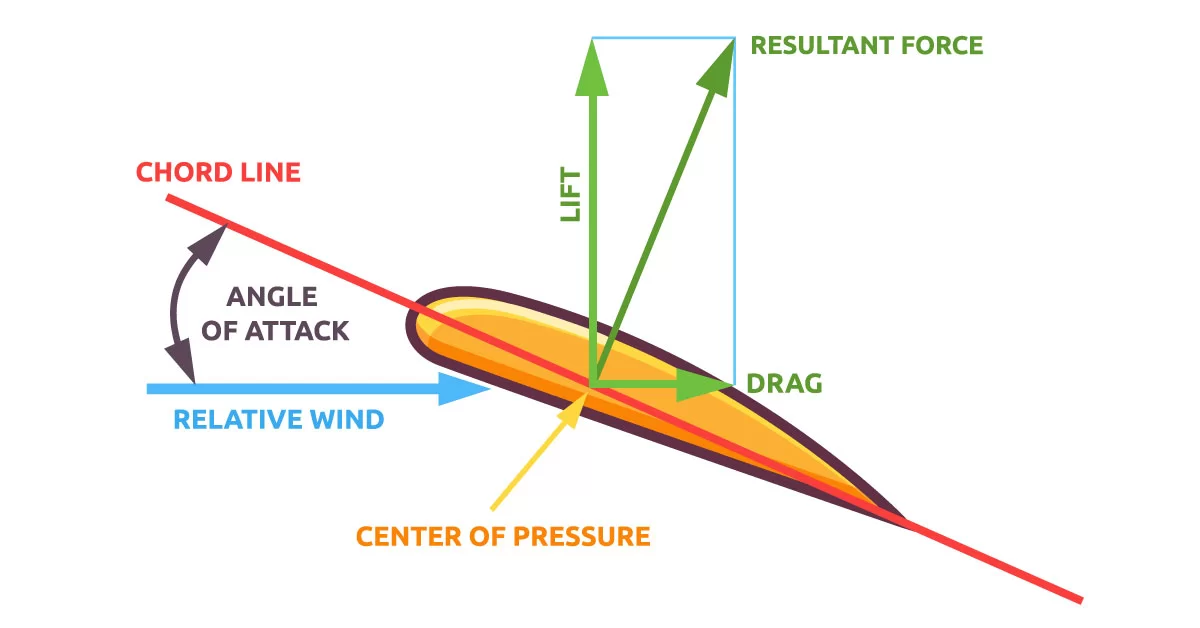 RESULTANT FORCE
CHORD LINE
LIFT
ANGLE
OF ATTACK
DRAG
RELATIVE WIND
CENTER OF PRESSURE